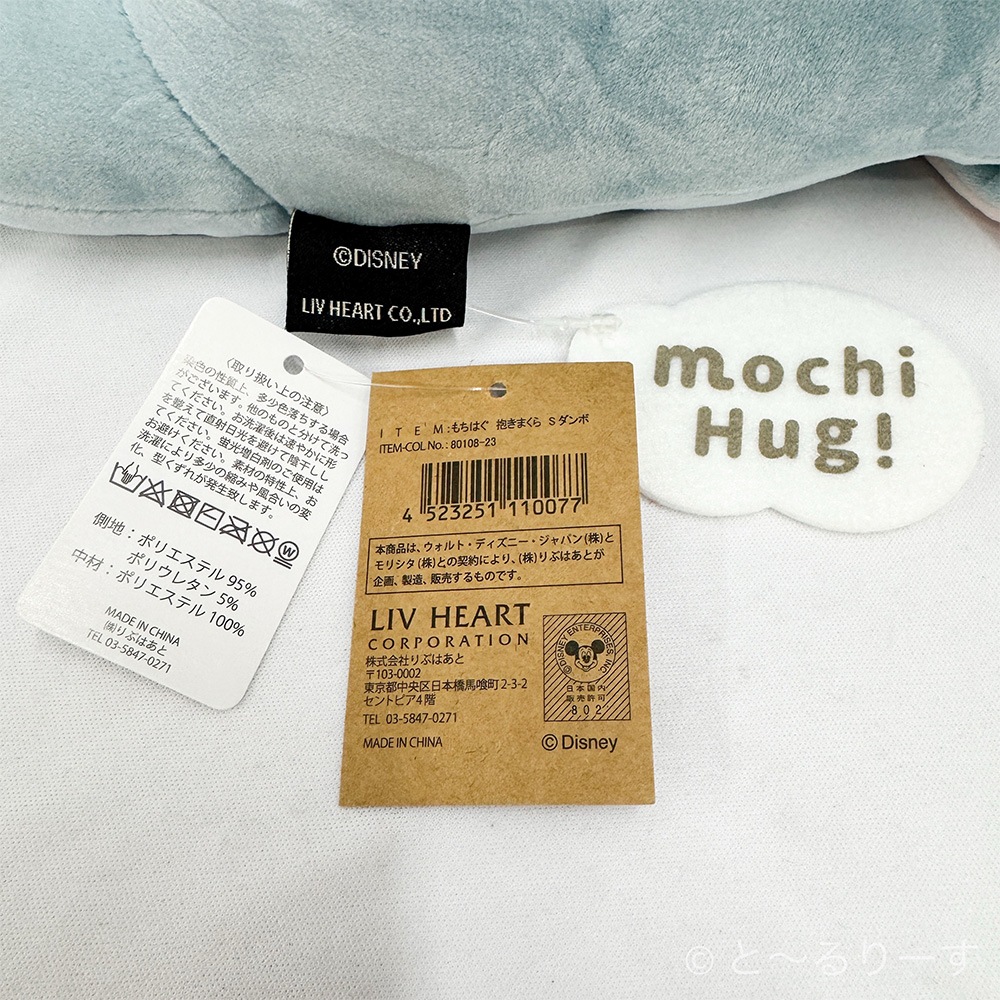 ©DISNEY
LIV HEART CO.,LTD
mochi
Hug!
〈取り扱い上の注意〉
染色の性質上、多少色落ちする場合
がございます。他のものと分けて洗っ
てください。お洗濯後は速やかに形
を整えて直射日光を避けて陰干しし
てください。蛍光増白剤のご使用は
お避けください。素材の特性上、お
洗濯により多少の縮みや風合いの変
化、型くずれが発生致します。
W
側地：ポリエステル 95%
ポリウレタン 5%
中材：ポリエステル 100%
MADE IN CHINA
㈱りぶはあと
TEL 03-5847-0271
ITEM:もちはぐ 抱きまくら Sダンボ
ITEM-COL No.: 80108-23
4 523251 110077
本商品は、ウォルト・ディズニー・ジャパン(株)と
モリシタ(株)との契約により、(株)りぶはあとが
企画、製造、販売するものです。
LIV HEART
CORPORATION
株式会社りぶはあと
〒103-0002
東京都中央区日本橋馬喰町2-3-2
セントピア4階
TEL 03-5847-0271
MADE IN CHINA
©DISNEY ENTERPRISES, INC.
日本国内
販売許可
802
©Disney
© と〜るりーす